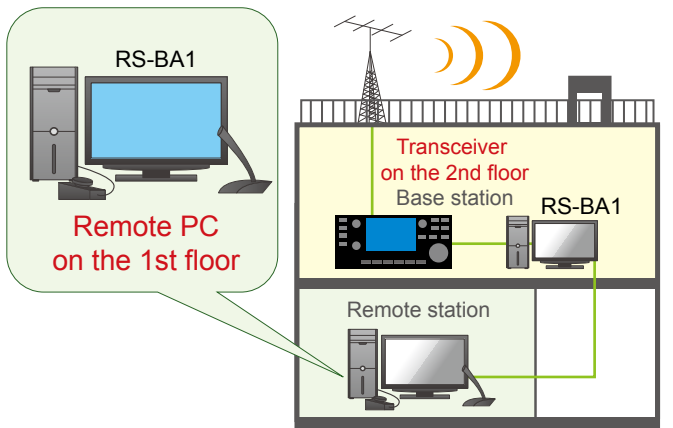 RS-BA1
Remote PC
on the 1st floor
Transceiver
on the 2nd floor
Base station
RS-BA1
Remote station